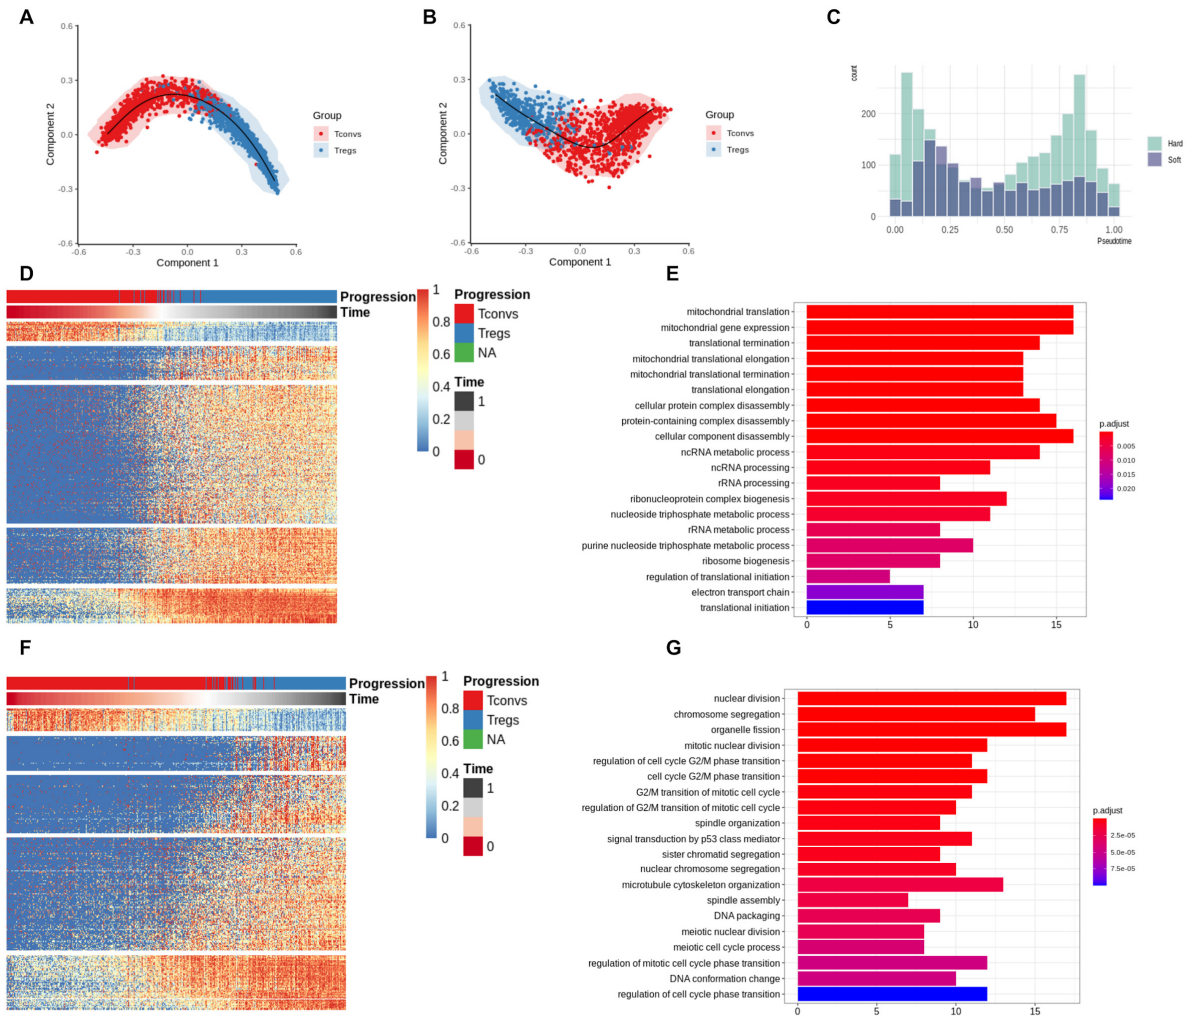 A
0.6
0.3
0.0
-0.3
-0.6
Component 2
-0.6
-0.3
0.0
0.3
0.6
Component 1
Group
Tconvs
Tregs
B
0.6
0.3
0.0
-0.3
-0.6
Component 2
-0.6
-0.3
0.0
0.3
0.6
Component 1
Group
Tconvs
Tregs
C
count
200
100
0
0.00
0.25
0.50
0.75
1.00
Pseudotime
Hard
Soft
D
Progression
Time
1
0.8
0.6
0.4
0.2
0
Progression
Tconvs
Tregs
NA
Time
1
0
E
mitochondrial translation
mitochondrial gene expression
translational termination
mitochondrial translational elongation
mitochondrial translational termination
translational elongation
cellular protein complex disassembly
protein-containing complex disassembly
cellular component disassembly
ncRNA metabolic process
ncRNA processing
rRNA processing
ribonucleoprotein complex biogenesis
nucleoside triphosphate metabolic process
rRNA metabolic process
purine nucleoside triphosphate metabolic process
ribosome biogenesis
regulation of translational initiation
electron transport chain
translational initiation
0
5
10
15
p.adjust
0.005
0.010
0.015
0.020
F
Progression
Time
1
0.8
0.6
0.4
0.2
0
Progression
Tconvs
Tregs
NA
Time
1
0
G
nuclear division
chromosome segregation
organelle fission
mitotic nuclear division
regulation of cell cycle G2/M phase transition
cell cycle G2/M phase transition
G2/M transition of mitotic cell cycle
regulation of G2/M transition of mitotic cell cycle
spindle organization
signal transduction by p53 class mediator
sister chromatid segregation
nuclear chromosome segregation
microtubule cytoskeleton organization
spindle assembly
DNA packaging
meiotic nuclear division
meiotic cell cycle process
regulation of mitotic cell cycle phase transition
DNA conformation change
regulation of cell cycle phase transition
0
5
10
15
p.adjust
2.5e-05
5.0e-05
7.5e-05